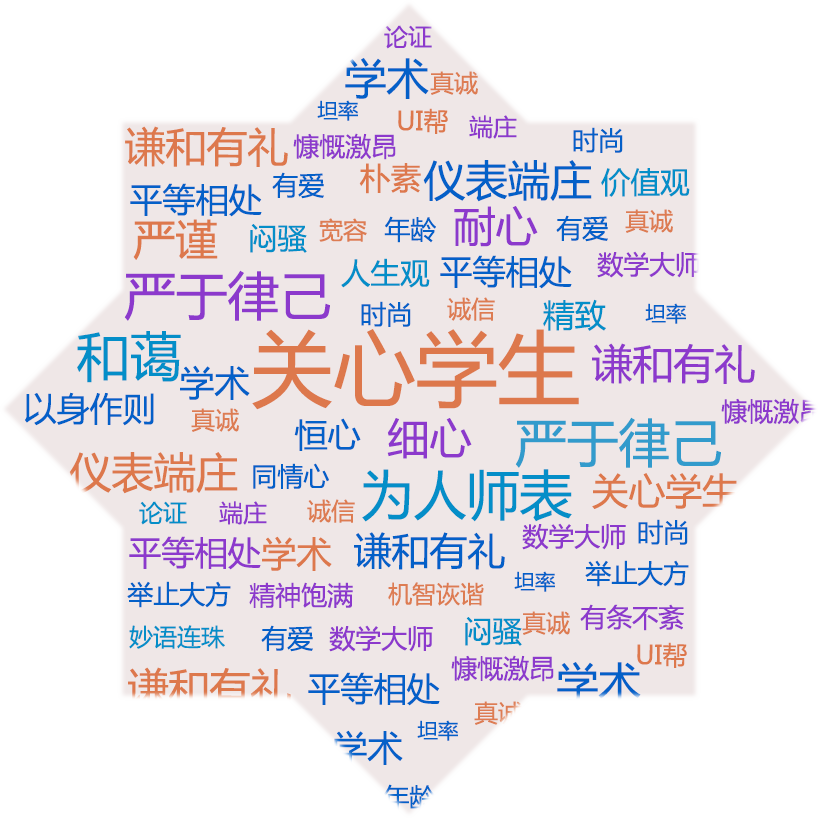 论证
学术 真诚
坦率 UI帮 端庄
谦和有礼 慷慨激昂 时尚
平等相处 有爱 朴素 仪表端庄 价值观
严谨 闷骚 宽容 年龄 耐心 有爱 真诚
严于律己 人生观 平等相处 数学大师
时尚 诚信 精致 坦率
和蔼 学术 关心学生 谦和有礼
以身作则 真诚 慷慨激昂
恒心 细心 严于律己
仪表端庄 同情心 为人师表 关心学生
论证 端庄 诚信
平等相处 学术 谦和有礼 数学大师 时尚
举止大方 精神饱满 机智诙谐 坦率 举止大方
妙语连珠 有爱 数学大师 闷骚 真诚 有条不紊
谦和有礼 平等相处 慷慨激昂 学术 UI帮
学术 坦率 真诚
年龄